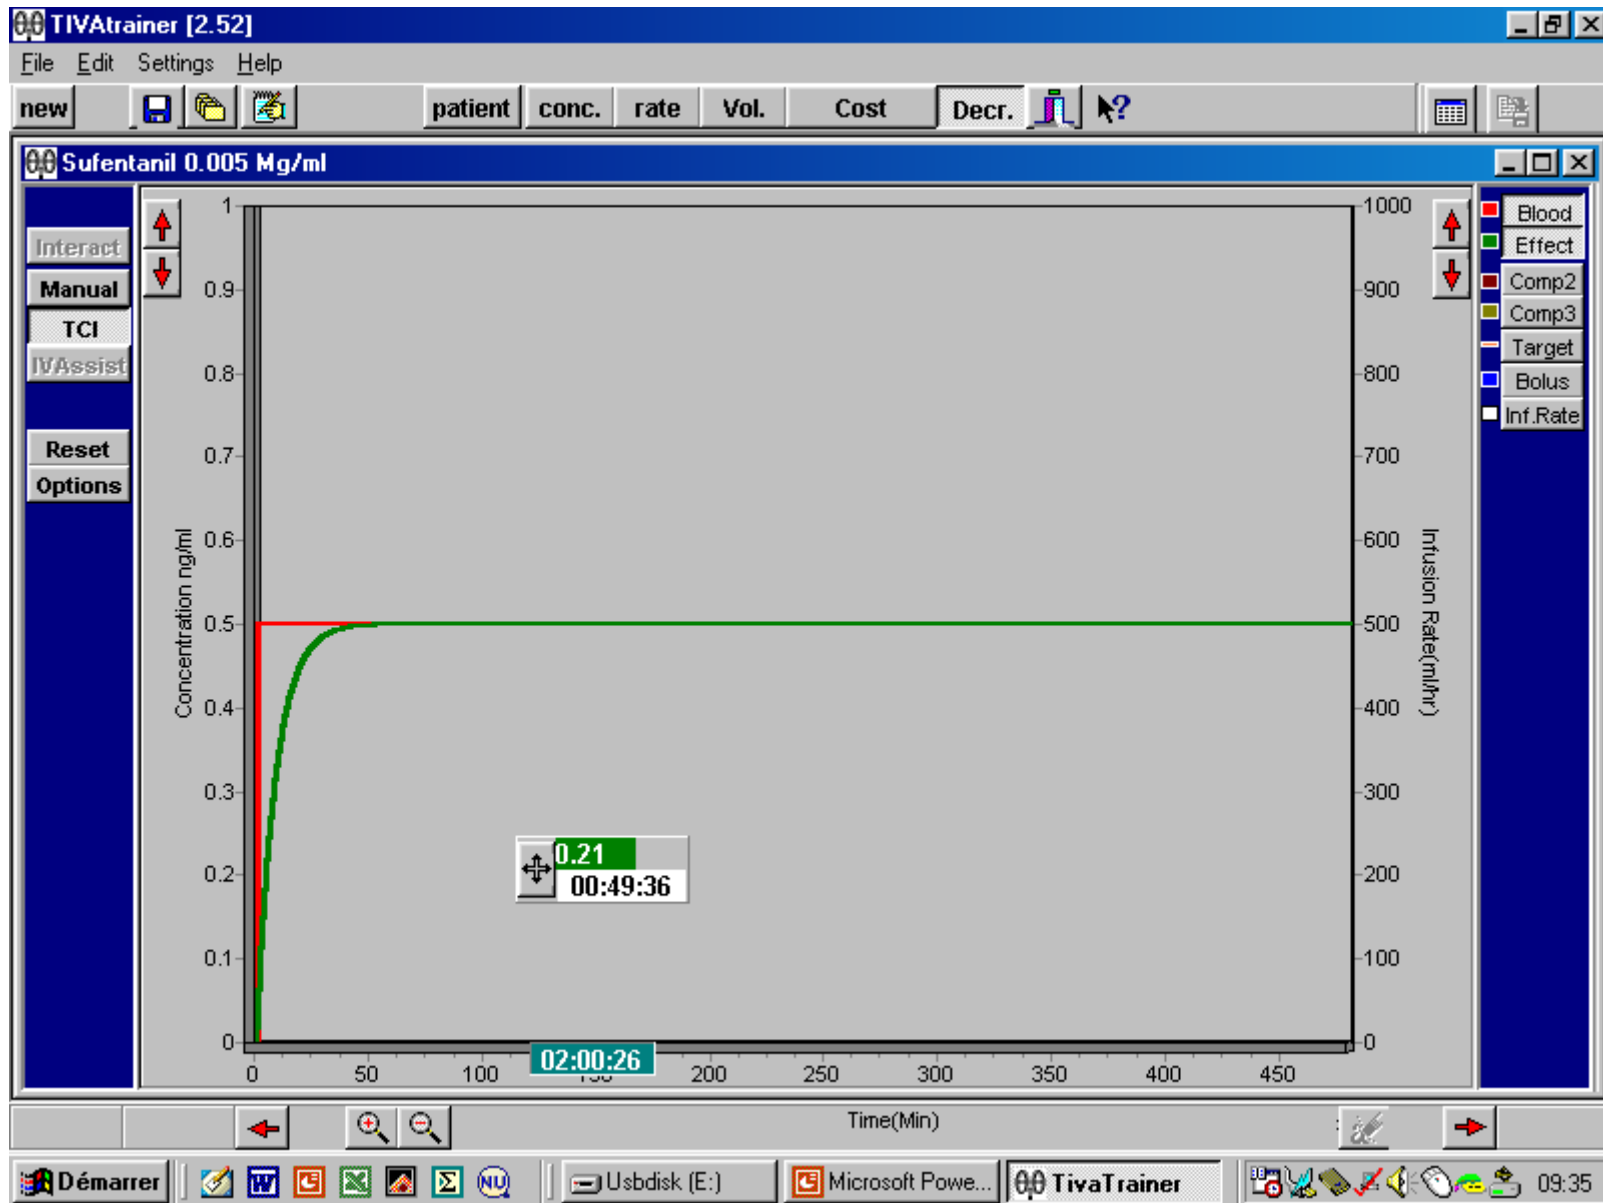 TIVAtrainer [2.52]
File Edit Settings Help
new patient conc. rate Vol. Cost Decr. ?
Sufentanil 0.005 Mg/ml
Interact
Manual
TCI
IVAssist
Reset
Options
Concentration ng/ml
1
0.9
0.8
0.7
0.6
0.5
0.4
0.3
0.2
0.1
0
0.21
00:49:36
02:00:26
0 50 100 200 250 300 350 400 450
1000
900
800
700
600
500
400
300
200
100
0
Infusion Rate(ml/hr)
Blood
Effect
Comp2
Comp3
Target
Bolus
Inf.Rate
Time(Min)
Démarrer W Σ NU Usbdisk (E:) Microsoft Powe... TivaTrainer 09:35